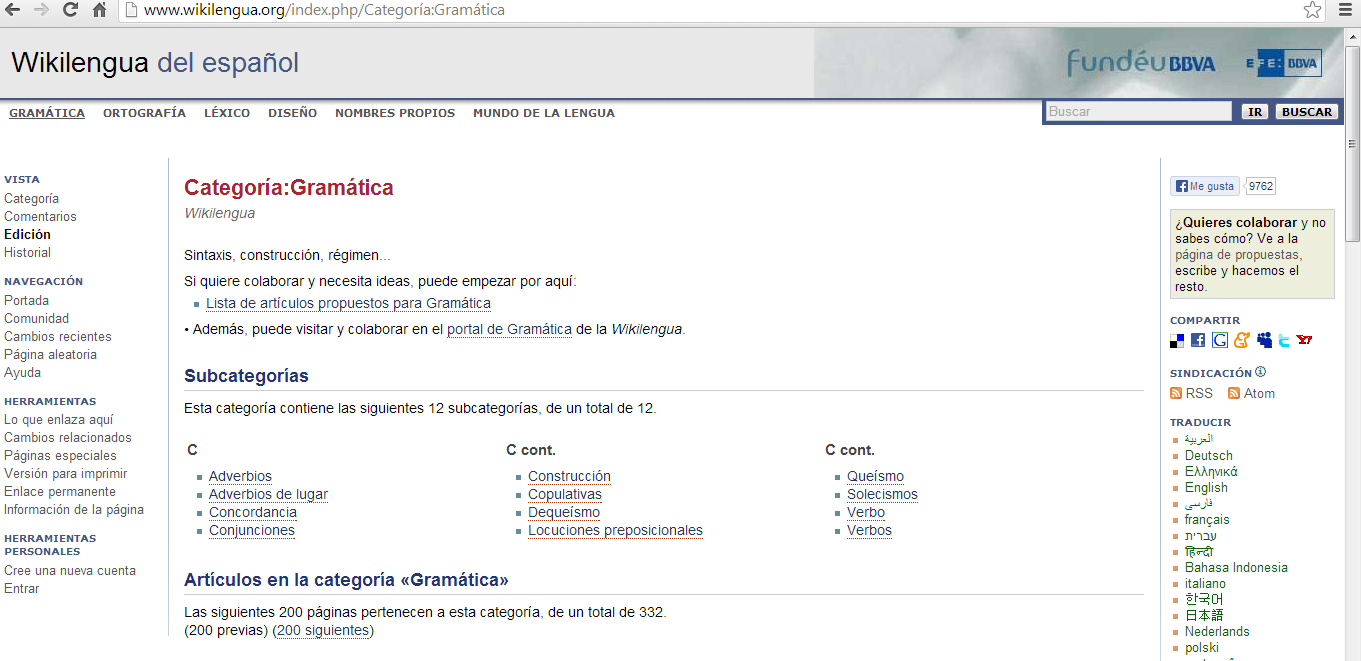 www.wikilengua.org/index.php/Categoría:Gramática
Wikilengua del español
fundéu BBVA
EFE: BBVA
GRAMÁTICA ORTOGRAFÍA LÉXICO DISEÑO NOMBRES PROPIOS MUNDO DE LA LENGUA
Buscar IR BUSCAR
VISTA
Categoría
Comentarios
Edición
Historial
NAVEGACIÓN
Portada
Comunidad
Cambios recientes
Página aleatoria
Ayuda
HERRAMIENTAS
Lo que enlaza aquí
Cambios relacionados
Páginas especiales
Versión para imprimir
Enlace permanente
Información de la página
HERRAMIENTAS
PERSONALES
Cree una nueva cuenta
Entrar
Categoría:Gramática
Wikilengua
Sintaxis, construcción, régimen...
Si quiere colaborar y necesita ideas, puede empezar por aquí:
Lista de artículos propuestos para Gramática
• Además, puede visitar y colaborar en el portal de Gramática de la Wikilengua.
Subcategorías
Esta categoría contiene las siguientes 12 subcategorías, de un total de 12.
C
Adverbios
Adverbios de lugar
Concordancia
Conjunciones
C cont.
Construcción
Copulativas
Dequeísmo
Locuciones preposicionales
C cont.
Queísmo
Solecismos
Verbo
Verbos
Artículos en la categoría «Gramática»
Las siguientes 200 páginas pertenecen a esta categoría, de un total de 332.
(200 previas) (200 siguientes)
Me gusta 9762
¿Quieres colaborar y no
sabes cómo? Ve a la
página de propuestas,
escribe y hacemos el
resto.
COMPARTIR
SINDICACIÓN
RSS Atom
TRADUCIR
العربية
Deutsch
Ελληνικά
English
فارسی
français
עברית
हिन्दी
Bahasa Indonesia
italiano
한국어
日本語
Nederlands
polski